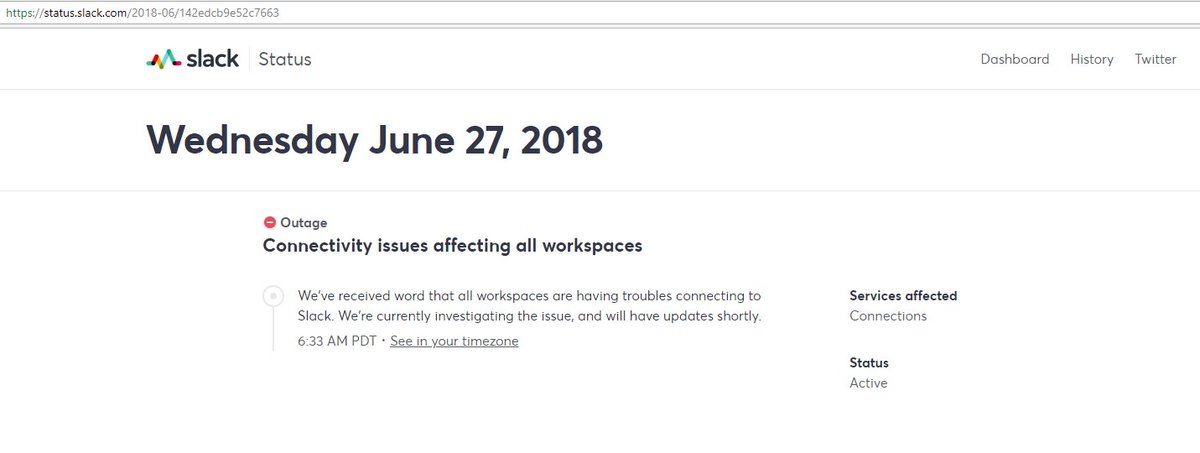 https://status.slack.com/2018-06/142edcb9e52c7663
slack Status
Dashboard History Twitter
Wednesday June 27, 2018
Outage
Connectivity issues affecting all workspaces
We've received word that all workspaces are having troubles connecting to
Slack. We're currently investigating the issue, and will have updates shortly.
6:33 AM PDT • See in your timezone
Services affected
Connections
Status
Active